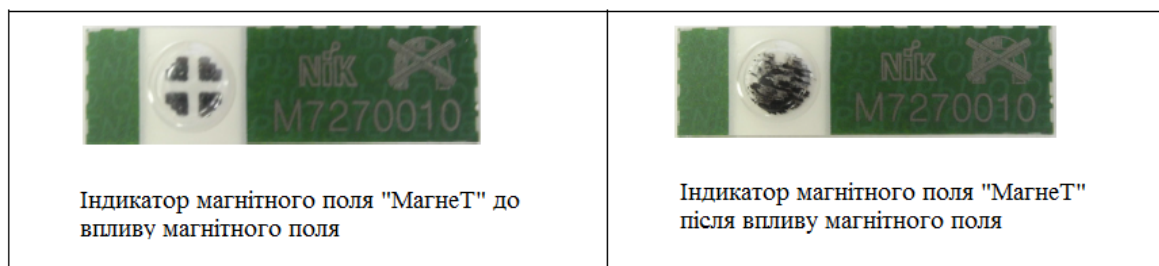 NiK
M7270010
Індикатор магнітного поля "МагнеТ" до
впливу магнітного поля
NiK
M7270010
Індикатор магнітного поля "МагнеТ"
після впливу магнітного поля